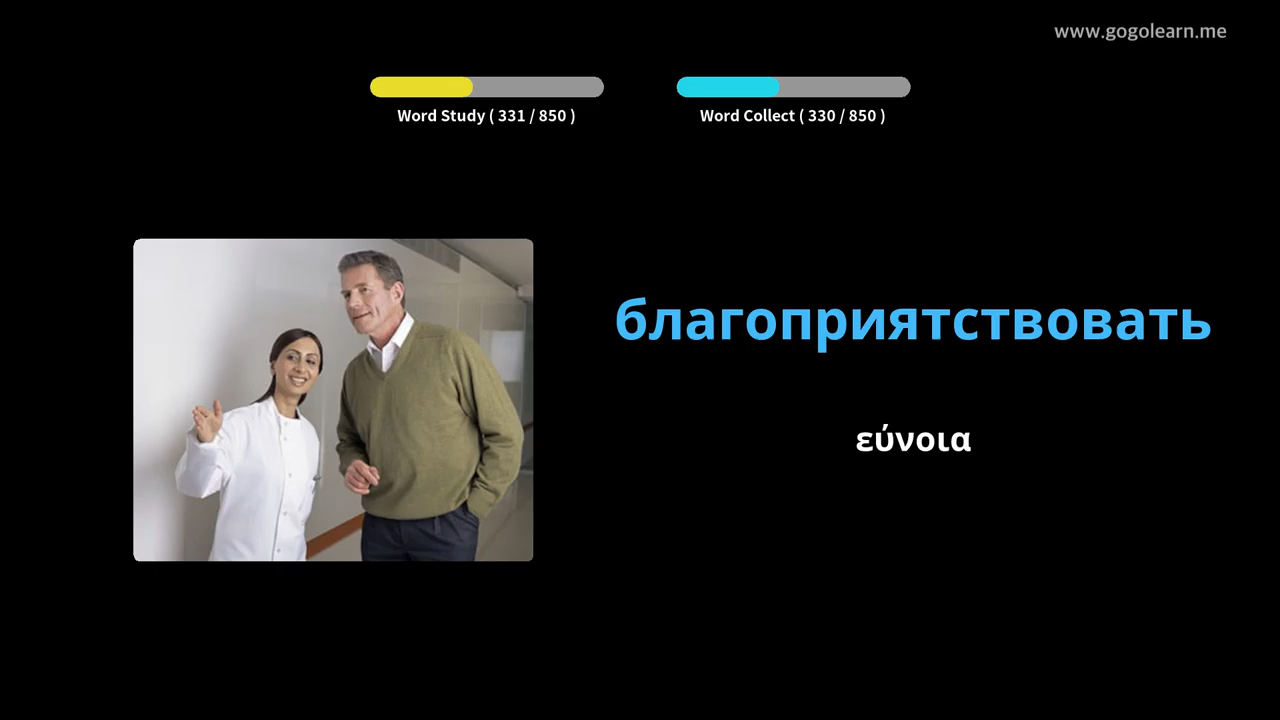 www.gogolearn.me
Word Study ( 331 / 850 )
Word Collect ( 330 / 850 )
благоприятствовать
εύνοια